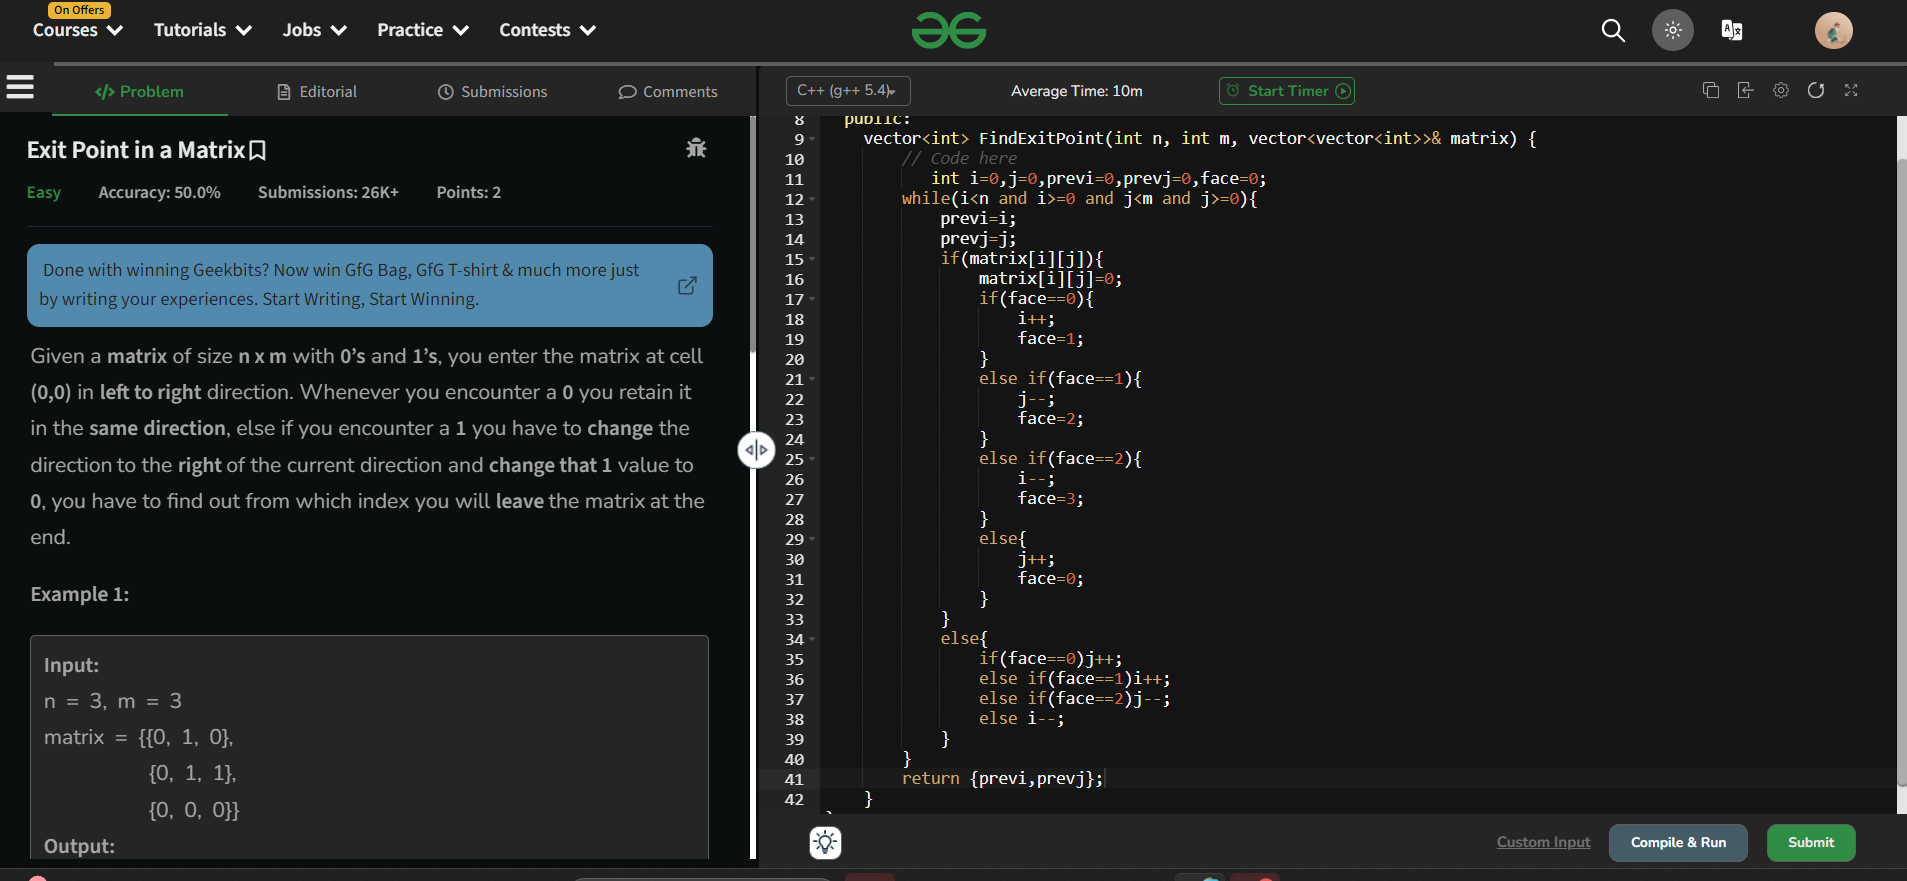 On Offers
Courses Tutorials Jobs Practice Contests
</> Problem Editorial Submissions Comments
C++ (g++ 5.4) Average Time: 10m Start Timer
Exit Point in a Matrix
Easy Accuracy: 50.0% Submissions: 26K+ Points: 2
Done with winning Geekbits? Now win GfG Bag, GfG T-shirt & much more just
by writing your experiences. Start Writing, Start Winning.
Given a matrix of size n x m with 0's and 1's, you enter the matrix at cell
(0,0) in left to right direction. Whenever you encounter a 0 you retain it
in the same direction, else if you encounter a 1 you have to change the
direction to the right of the current direction and change that 1 value to
0, you have to find out from which index you will leave the matrix at the
end.
Example 1:
Input:
n = 3, m = 3
matrix = {{0, 1, 0},
{0, 1, 1},
{0, 0, 0}}
Output:
8 public:
9 vector<int> FindExitPoint(int n, int m, vector<vector<int>>& matrix) {
10 // Code here
11 int i=0,j=0,previ=0,prevj=0,face=0;
12 while(i<n and i>=0 and j<m and j>=0){
13 previ=i;
14 prevj=j;
15 if(matrix[i][j]){
16 matrix[i][j]=0;
17 if(face==0){
18 i++;
19 face=1;
20 }
21 else if(face==1){
22 j--;
23 face=2;
24 }
25 else if(face==2){
26 i--;
27 face=3;
28 }
29 else{
30 j++;
31 face=0;
32 }
33 }
34 else{
35 if(face==0)j++;
36 else if(face==1)i++;
37 else if(face==2)j--;
38 else i--;
39 }
40 }
41 return {previ,prevj};
42 }
Custom Input Compile & Run Submit